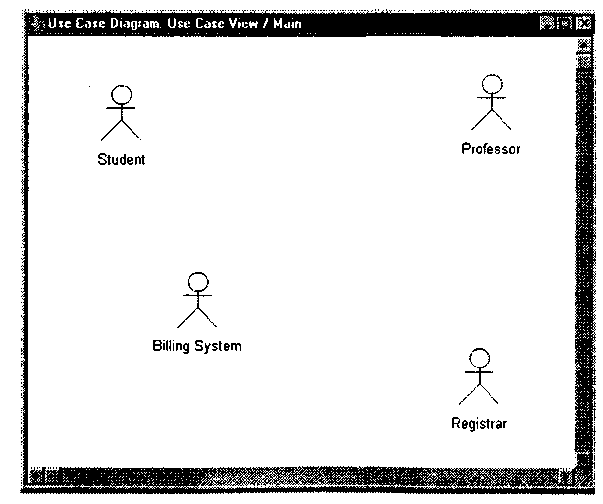 Use Case Diagram: Use Case View / Main
Student
Professor
Billing System
Registrar